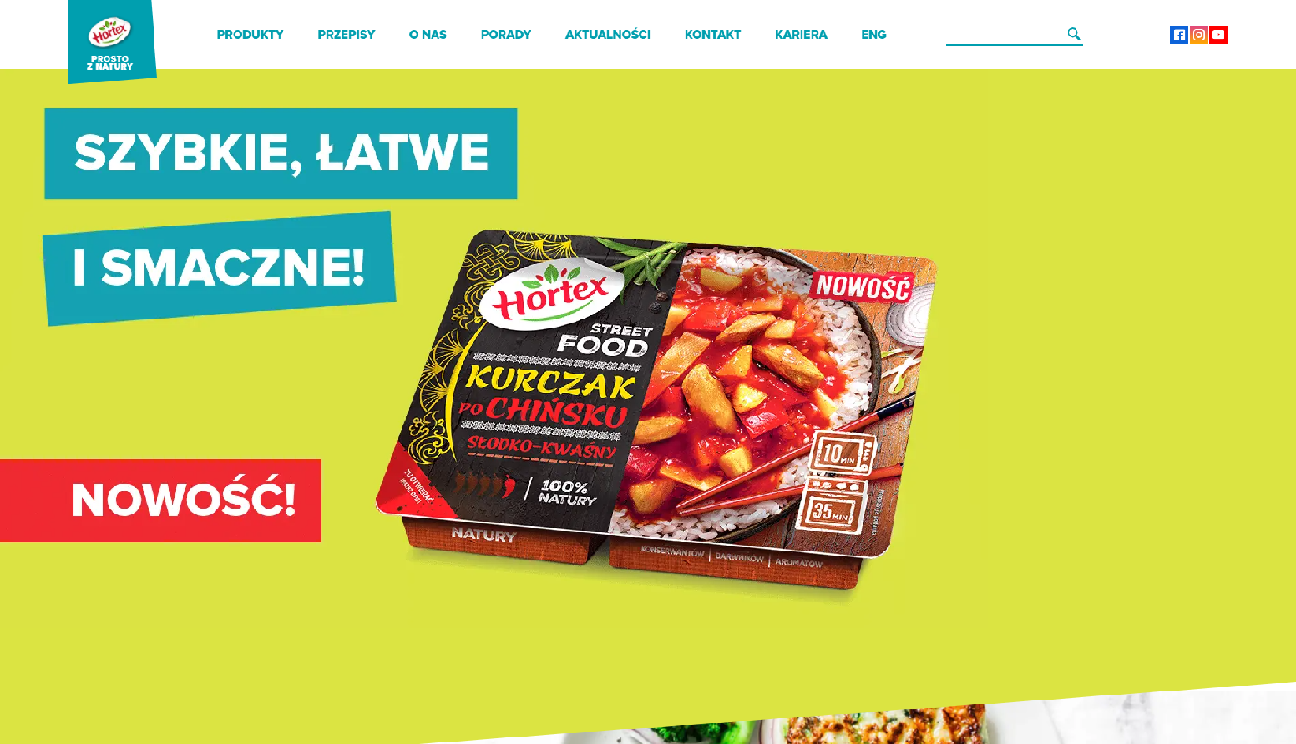 Hortex
PROSTO
Z NATURY
PRODUKTY
PRZEPISY
O NAS
PORADY
AKTUALNOŚCI
KONTAKT
KARIERA
ENG
SZYBKIE, ŁATWE
I SMACZNE!
NOWOŚĆ!
Hortex
STREET
FOOD
KURCZAK
PO CHIŃSKU
SŁODKO-KWAŚNY
100%
NATURY
NOWOŚĆ
10 MIN
35 MIN
NATURY
KONSERWANTÓW | BARWNIKÓW | AROMATÓW